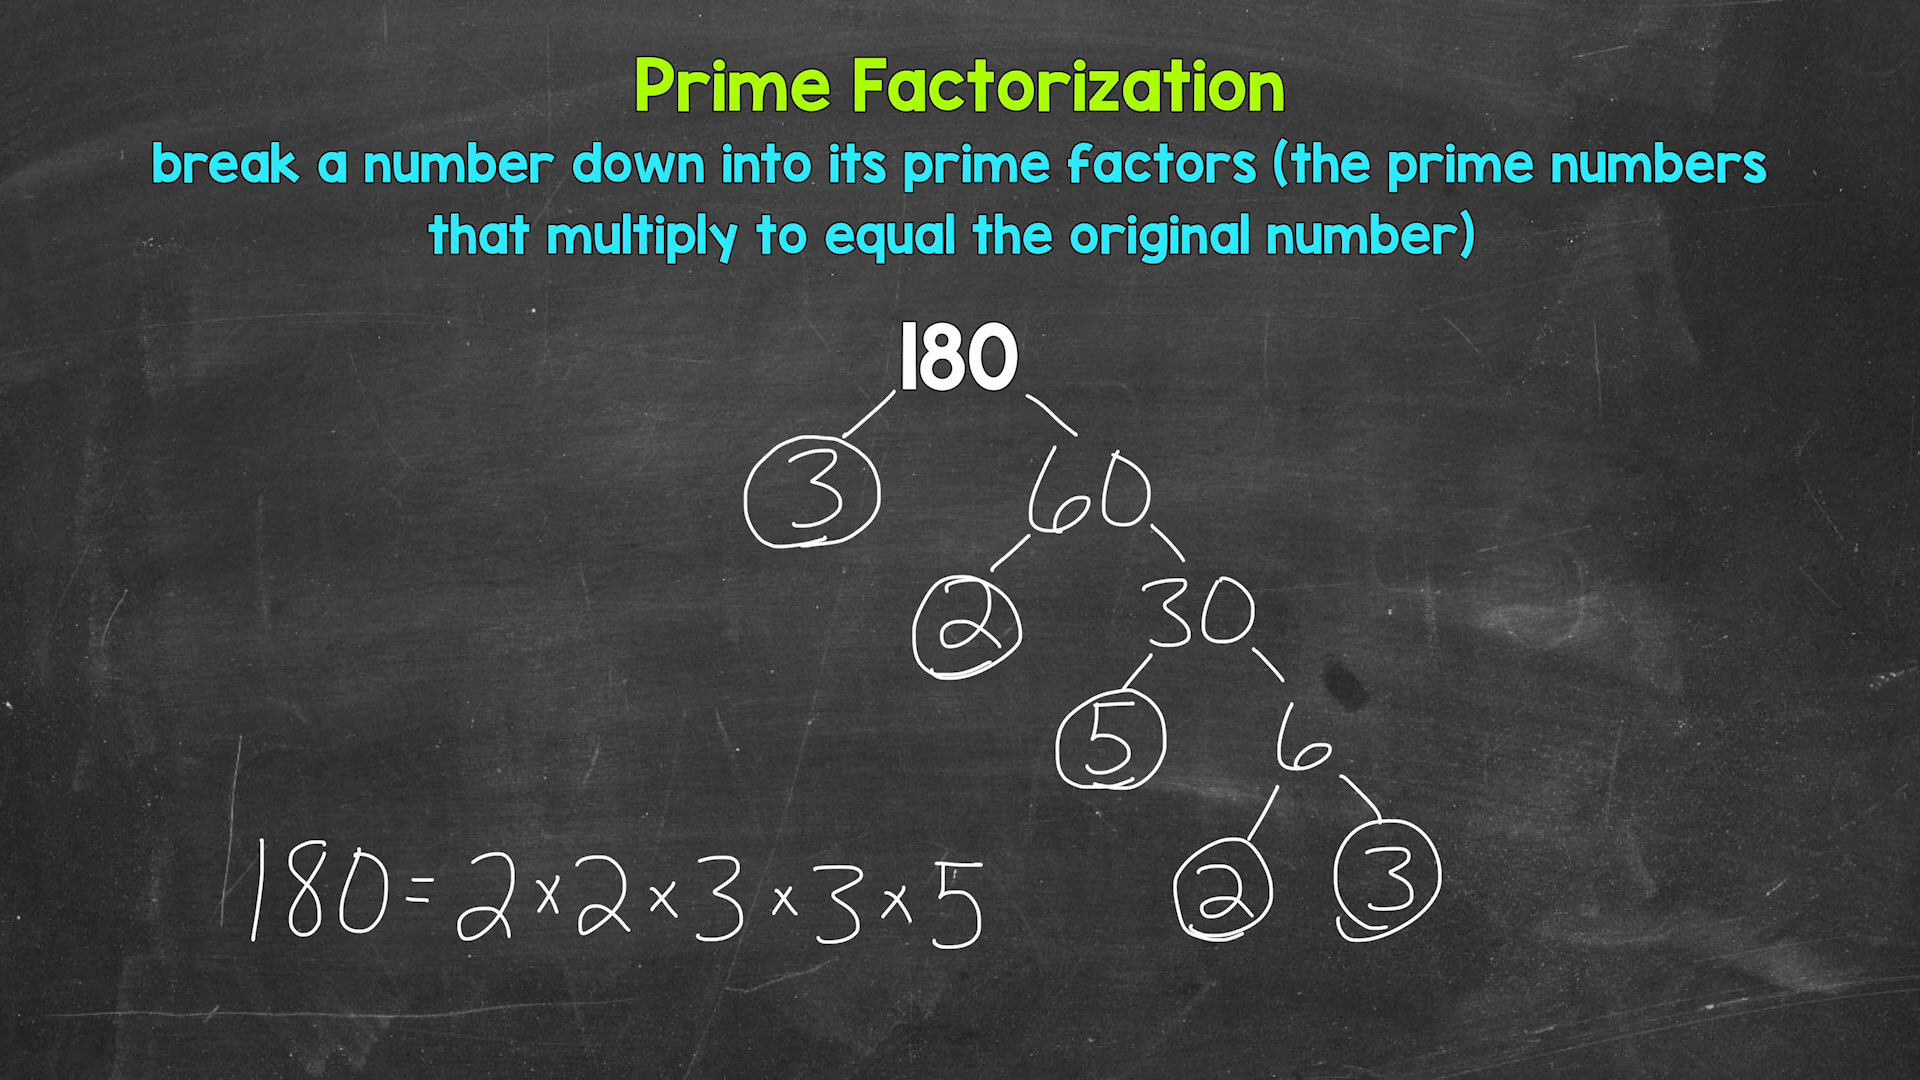 Prime Factorization
break a number down into its prime factors (the prime numbers
that multiply to equal the original number)
180
3 60
2 30
5 6
2 3
180 = 2 × 2 × 3 × 3 × 5